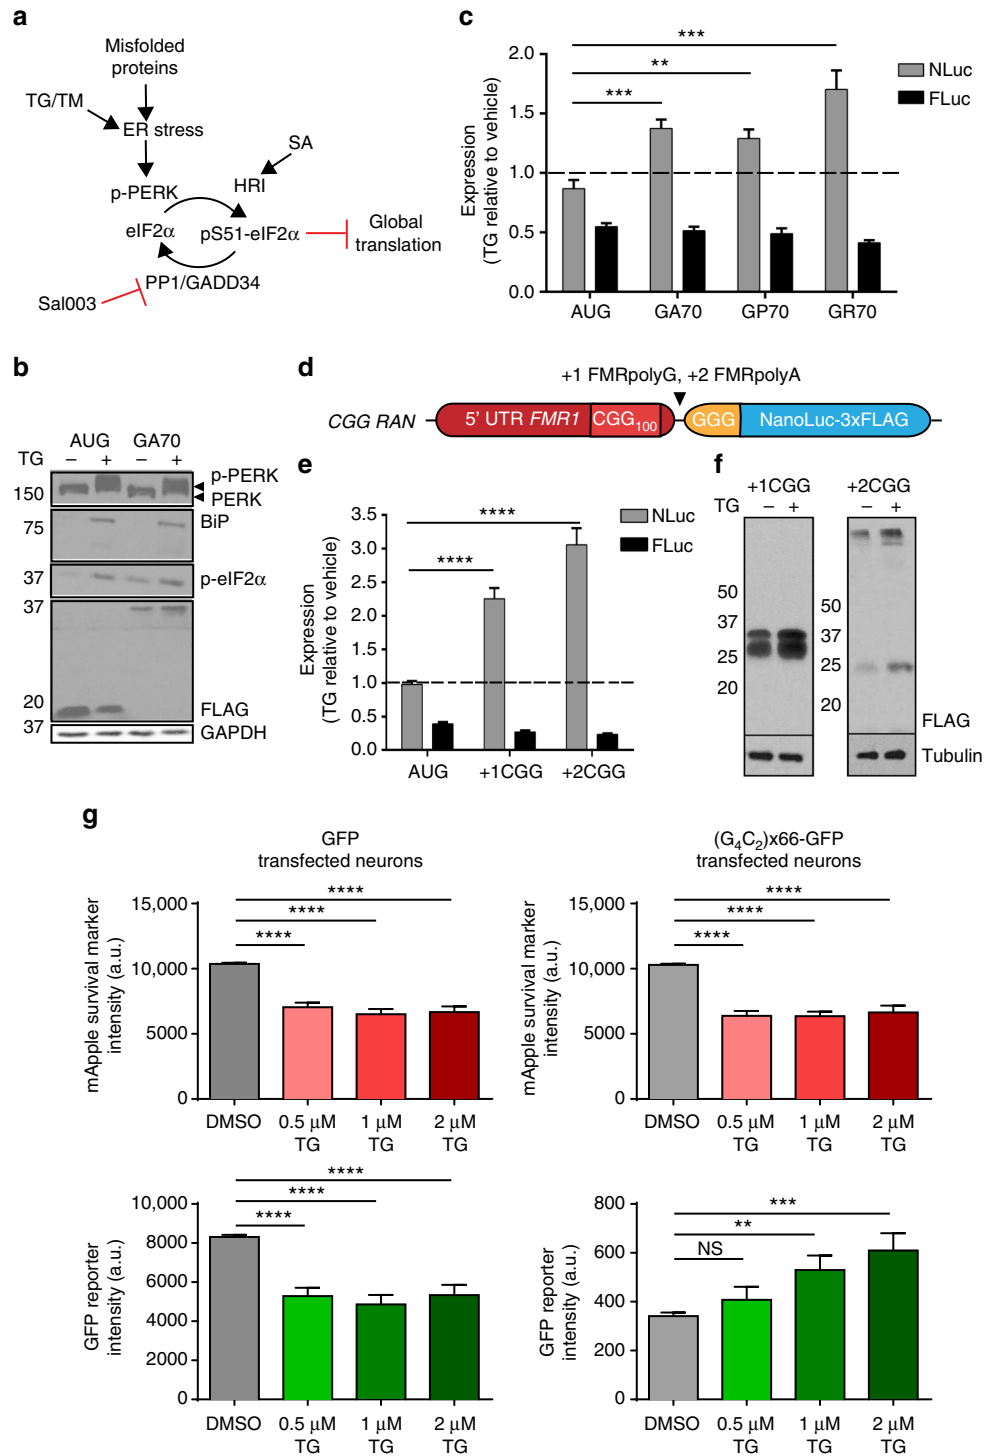 a
Misfolded
proteins
TG/TM
ER stress
SA
p-PERK
HRI
eIF2α
pS51-eIF2α
Global
translation
PP1/GADD34
Sal003
b
AUG GA70
TG – + – +
150
p-PERK
PERK
75
BiP
37
p-eIF2α
37
20
FLAG
37
GAPDH
c
Expression
(TG relative to vehicle)
2.0
1.5
1.0
0.5
0.0
***
**
***
NLuc
FLuc
AUG GA70 GP70 GR70
d
+1 FMRpolyG, +2 FMRpolyA
CGG RAN
5' UTR FMR1
CGG100
GGG
NanoLuc-3xFLAG
e
Expression
(TG relative to vehicle)
3.5
3.0
2.5
2.0
1.5
1.0
0.5
0.0
****
****
NLuc
FLuc
AUG +1CGG +2CGG
f
+1CGG +2CGG
TG – + – +
50
37
25
20
50
37
25
20
FLAG
Tubulin
g
GFP
transfected neurons
mApple survival marker
intensity (a.u.)
15,000
10,000
5000
0
****
****
****
DMSO 0.5 μM 1 μM 2 μM
TG TG TG
(G4C2)x66-GFP
transfected neurons
mApple survival marker
intensity (a.u.)
15,000
10,000
5000
0
****
****
****
DMSO 0.5 μM 1 μM 2 μM
TG TG TG
GFP reporter
intensity (a.u.)
10,000
8000
6000
4000
2000
0
****
****
****
DMSO 0.5 μM 1 μM 2 μM
TG TG TG
GFP reporter
intensity (a.u.)
800
600
400
200
0
***
**
NS
DMSO 0.5 μM 1 μM 2 μM
TG TG TG